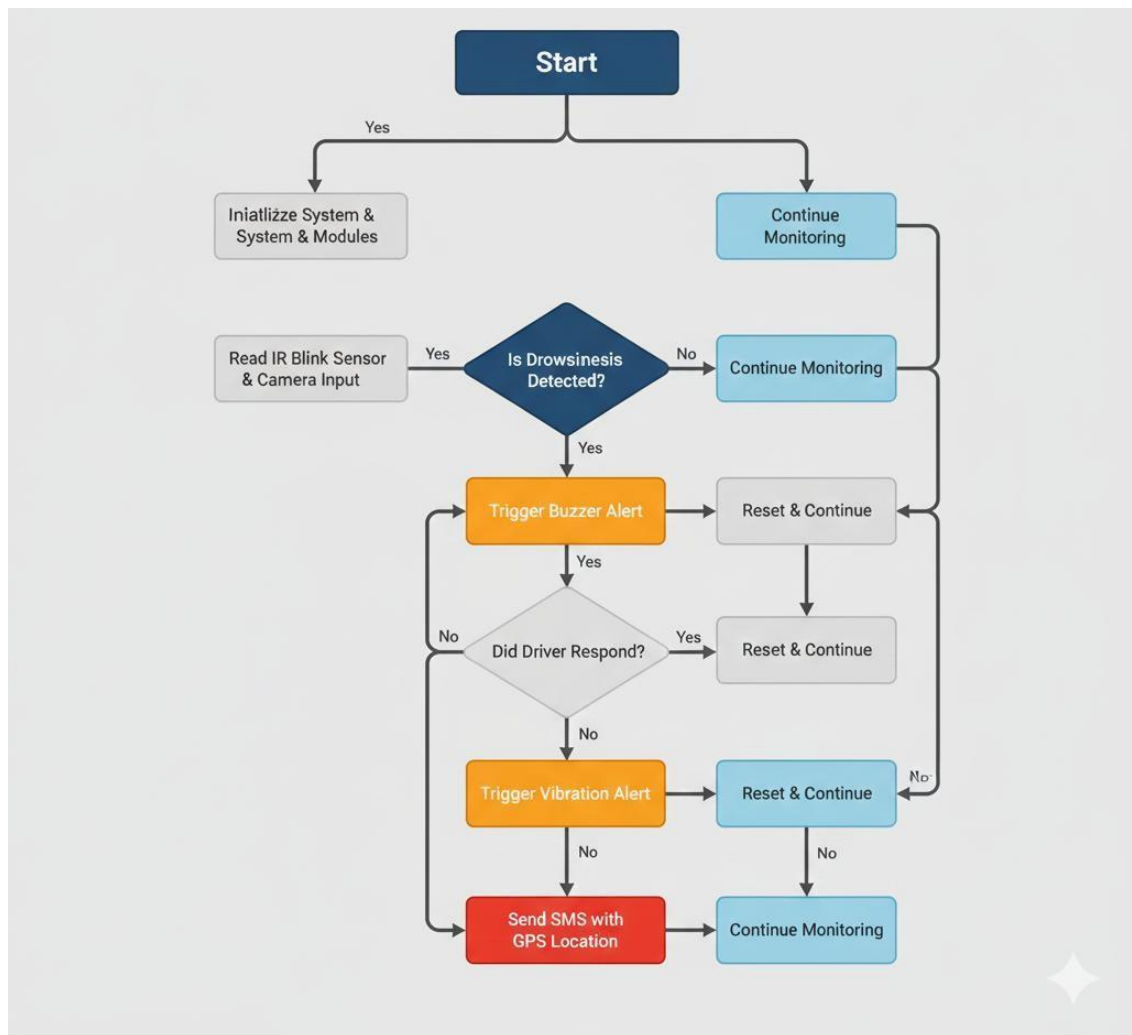 Start
Yes
Iniatlizze System &
System & Modules
Continue
Monitoring
Read IR Blink Sensor
& Camera Input
Yes
Is Drowsinesis
Detected?
No
Continue Monitoring
Yes
Trigger Buzzer Alert
Reset & Continue
Yes
No
Did Driver Respond?
Yes
Reset & Continue
No
Trigger Vibration Alert
Reset & Continue
No
No
No
Send SMS with
GPS Location
Continue Monitoring